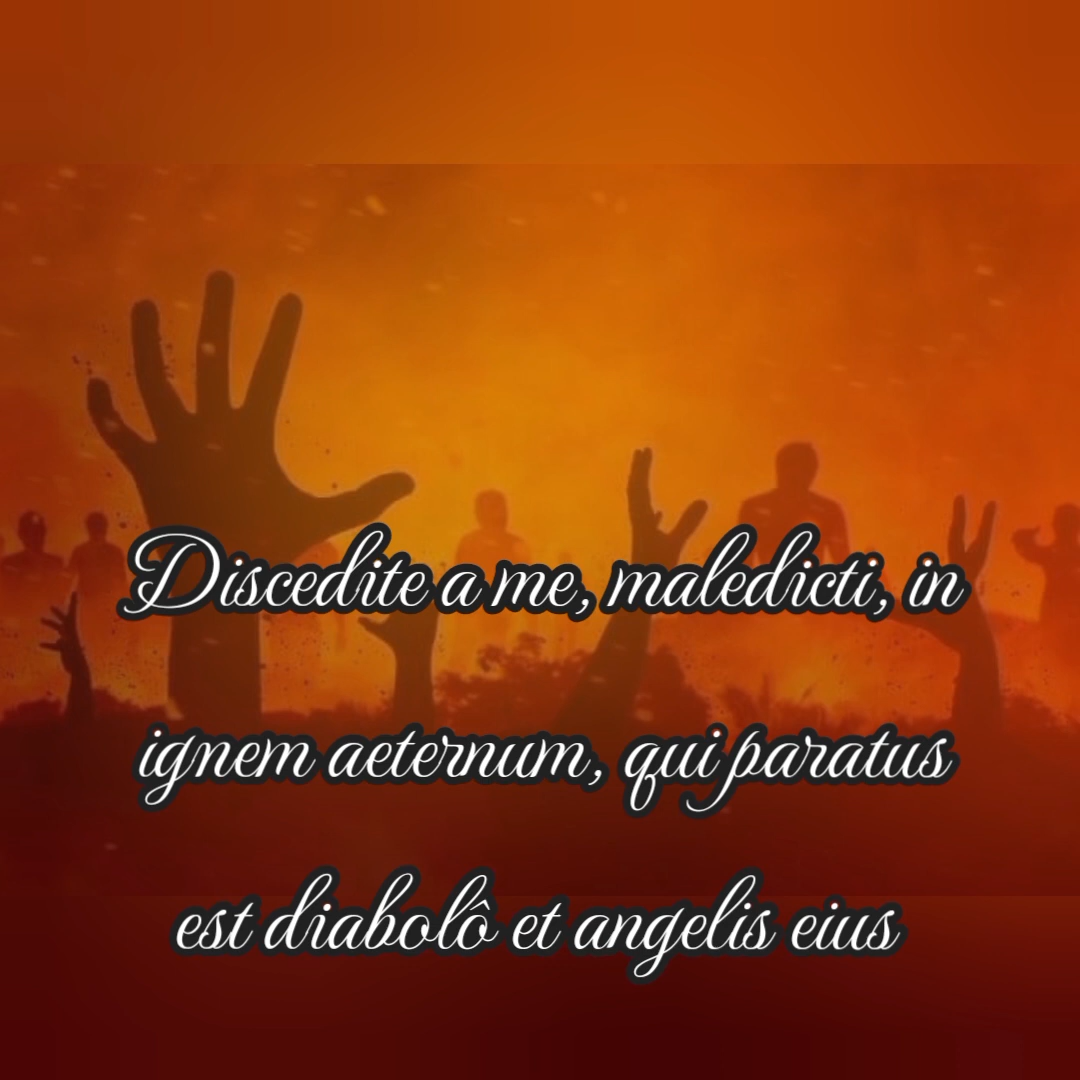 Discedite a me, maledicti, in
ignem aeternum, qui paratus
est diabolô et angelis eius